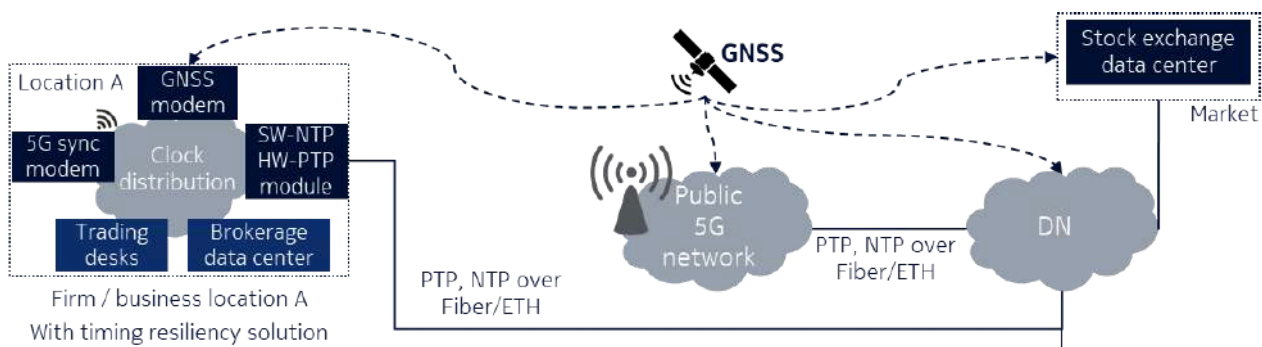 Location A
GNSS
modem
5G sync
modem
Clock
distribution
SW-NTP
HW-PTP
module
Trading
desks
Brokerage
data center
Firm / business location A
With timing resiliency solution
PTP, NTP over
Fiber/ETH
GNSS
Public
5G
network
PTP, NTP over
Fiber/ETH
DN
Stock exchange
data center
Market